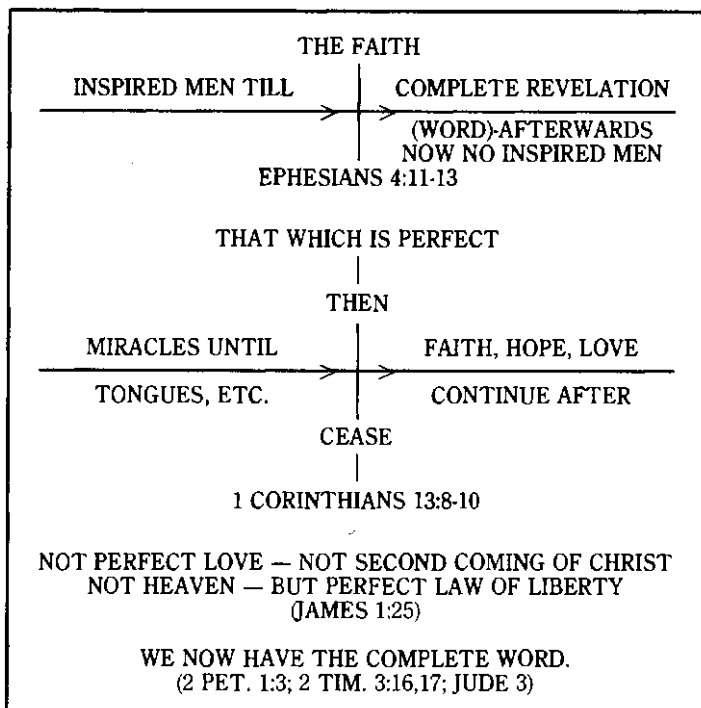 THE FAITH
INSPIRED MEN TILL COMPLETE REVELATION
(WORD)-AFTERWARDS
NOW NO INSPIRED MEN
EPHESIANS 4:11-13
THAT WHICH IS PERFECT
THEN
MIRACLES UNTIL FAITH, HOPE, LOVE
TONGUES, ETC. CONTINUE AFTER
CEASE
1 CORINTHIANS 13:8-10
NOT PERFECT LOVE — NOT SECOND COMING OF CHRIST
NOT HEAVEN — BUT PERFECT LAW OF LIBERTY
(JAMES 1:25)
WE NOW HAVE THE COMPLETE WORD.
(2 PET. 1:3; 2 TIM. 3:16,17; JUDE 3)